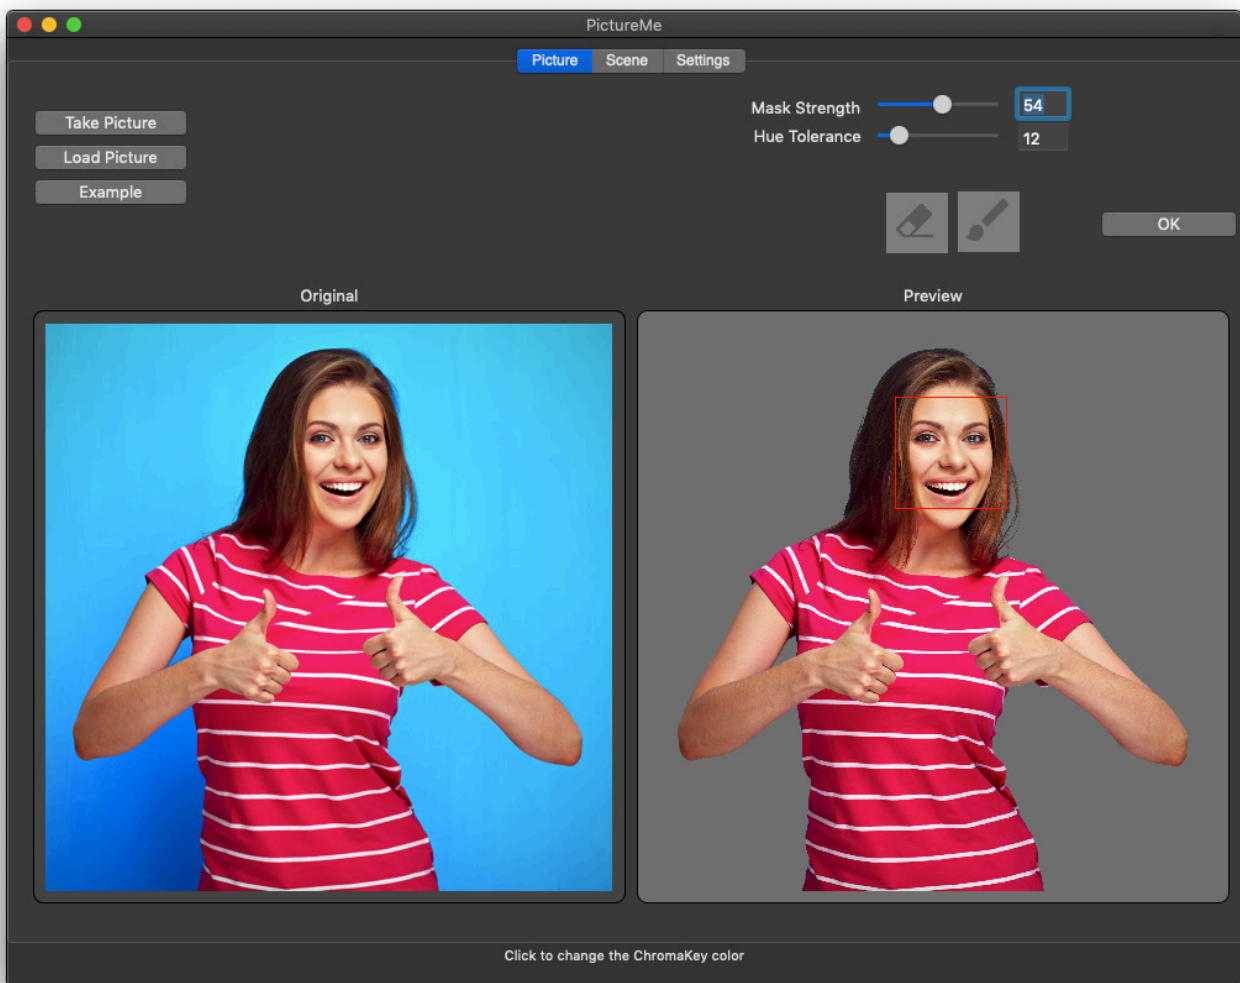 PictureMe
Picture Scene Settings
Take Picture
Load Picture
Example
Mask Strength 54
Hue Tolerance 12
OK
Original
Preview
Click to change the ChromaKey color